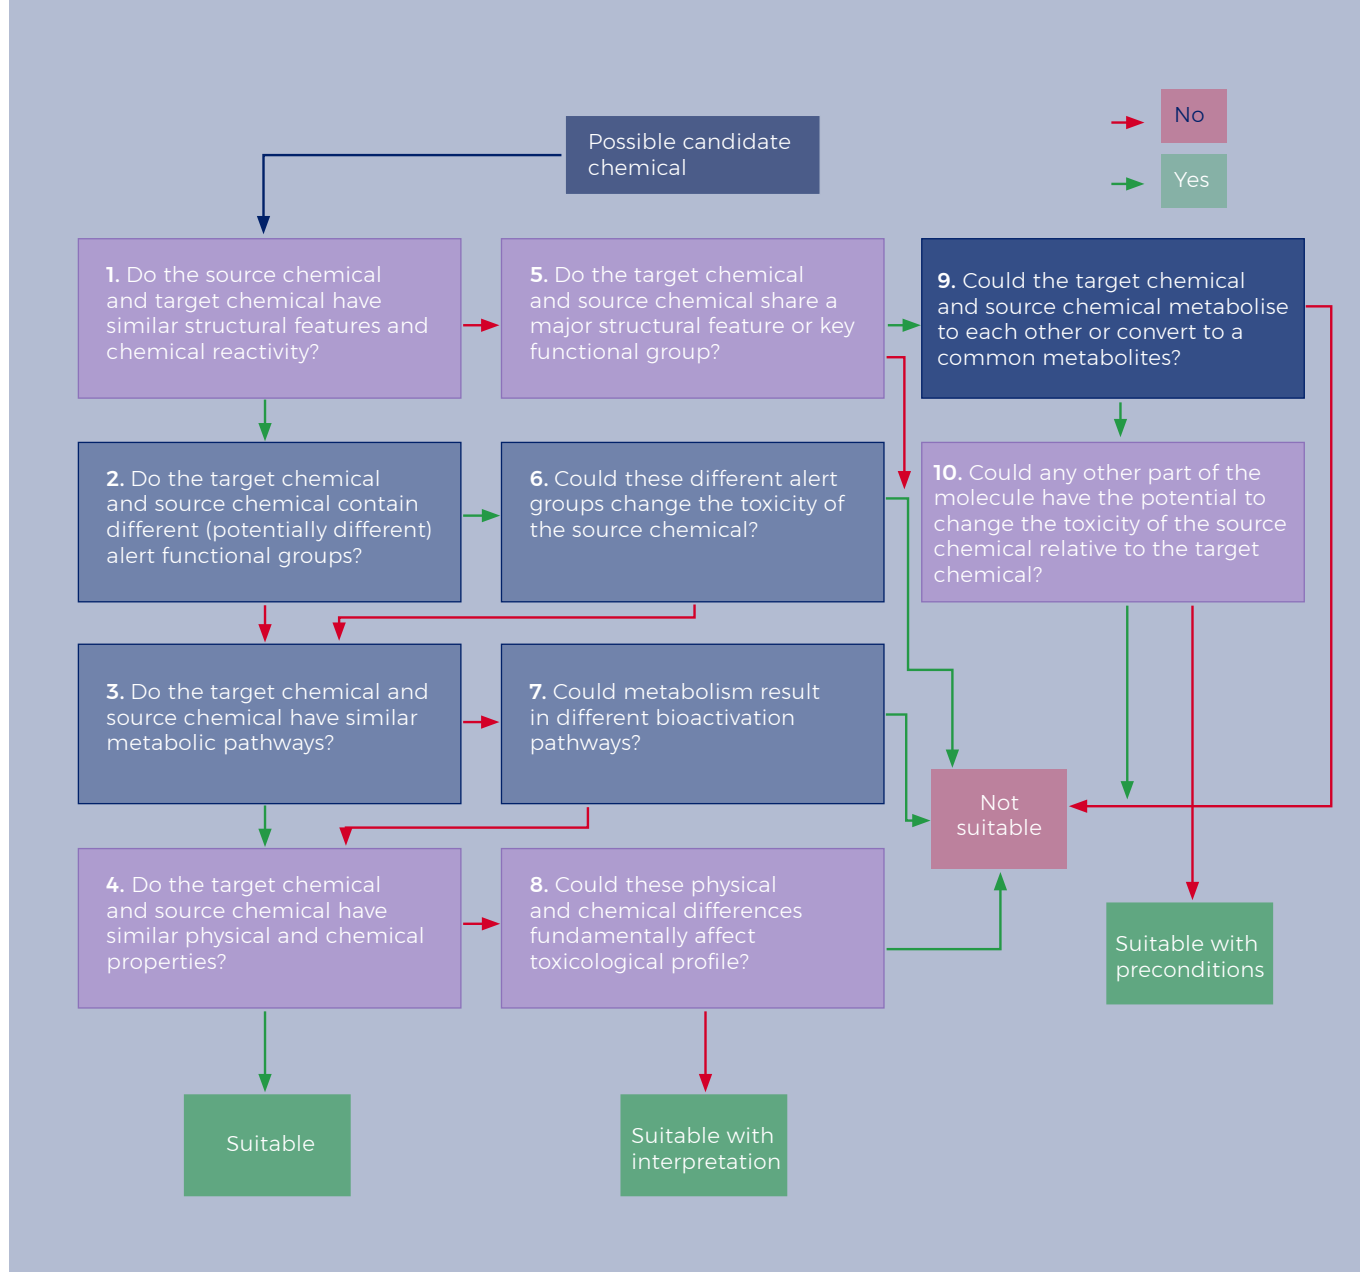 No
Yes
Possible candidate
chemical
1. Do the source chemical
and target chemical have
similar structural features and
chemical reactivity?
5. Do the target chemical
and source chemical share a
major structural feature or key
functional group?
9. Could the target chemical
and source chemical metabolise
to each other or convert to a
common metabolites?
2. Do the target chemical
and source chemical contain
different (potentially different)
alert functional groups?
6. Could these different alert
groups change the toxicity of
the source chemical?
10. Could any other part of the
molecule have the potential to
change the toxicity of the source
chemical relative to the target
chemical?
3. Do the target chemical and
source chemical have similar
metabolic pathways?
7. Could metabolism result
in different bioactivation
pathways?
Not
suitable
4. Do the target chemical
and source chemical have
similar physical and chemical
properties?
8. Could these physical
and chemical differences
fundamentally affect
toxicological profile?
Suitable with
preconditions
Suitable
Suitable with
interpretation